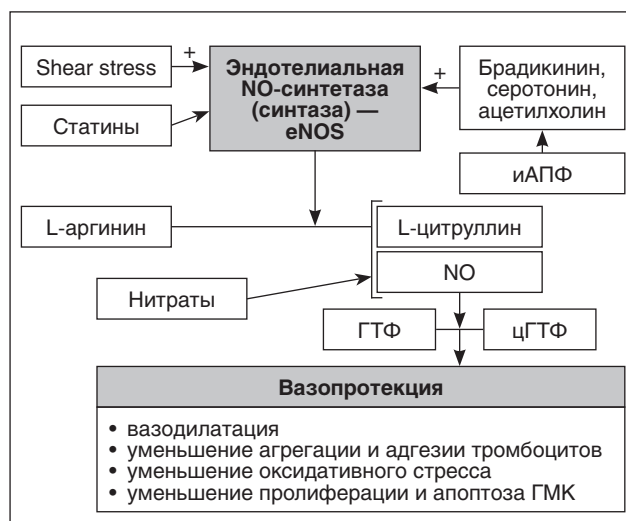 Shear stress
+
Эндотелиальная
NO-синтетаза
(синтаза) —
eNOS
+
Брадикинин,
серотонин,
ацетилхолин
Статины
иАПФ
L-аргинин
L-цитруллин
NO
Нитраты
ГТФ
цГТФ
Вазопротекция
• вазодилатация
• уменьшение агрегации и адгезии тромбоцитов
• уменьшение оксидативного стресса
• уменьшение пролиферации и апоптоза ГМК